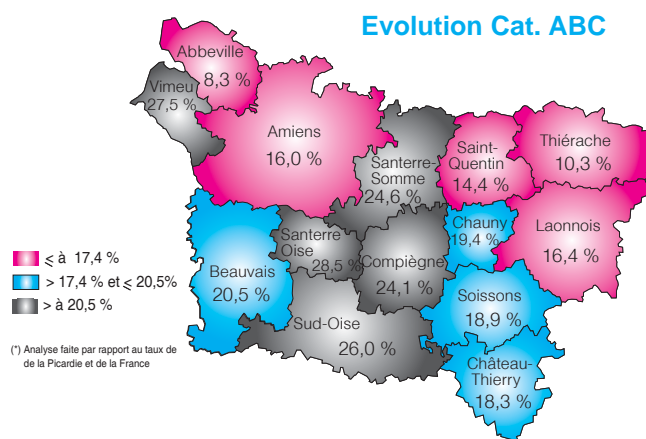 Evolution Cat. ABC
Abbeville
8,3 %
Vimeu
27,5 %
Amiens
16,0 %
Santerre-
Somme
24,6 %
Saint-
Quentin
14,4 %
Thiérache
10,3 %
Laonnois
16,4 %
Chauny
19,4 %
Santerre
Oise
28,5 %
Compiègne
24,1 %
Beauvais
20,5 %
Soissons
18,9 %
Sud-Oise
26,0 %
Château-
Thierry
18,3 %
⩽ à 17,4 %
> 17,4 % et ⩽ 20,5%
> à 20,5 %
(*) Analyse faite par rapport au taux de
de la Picardie et de la France